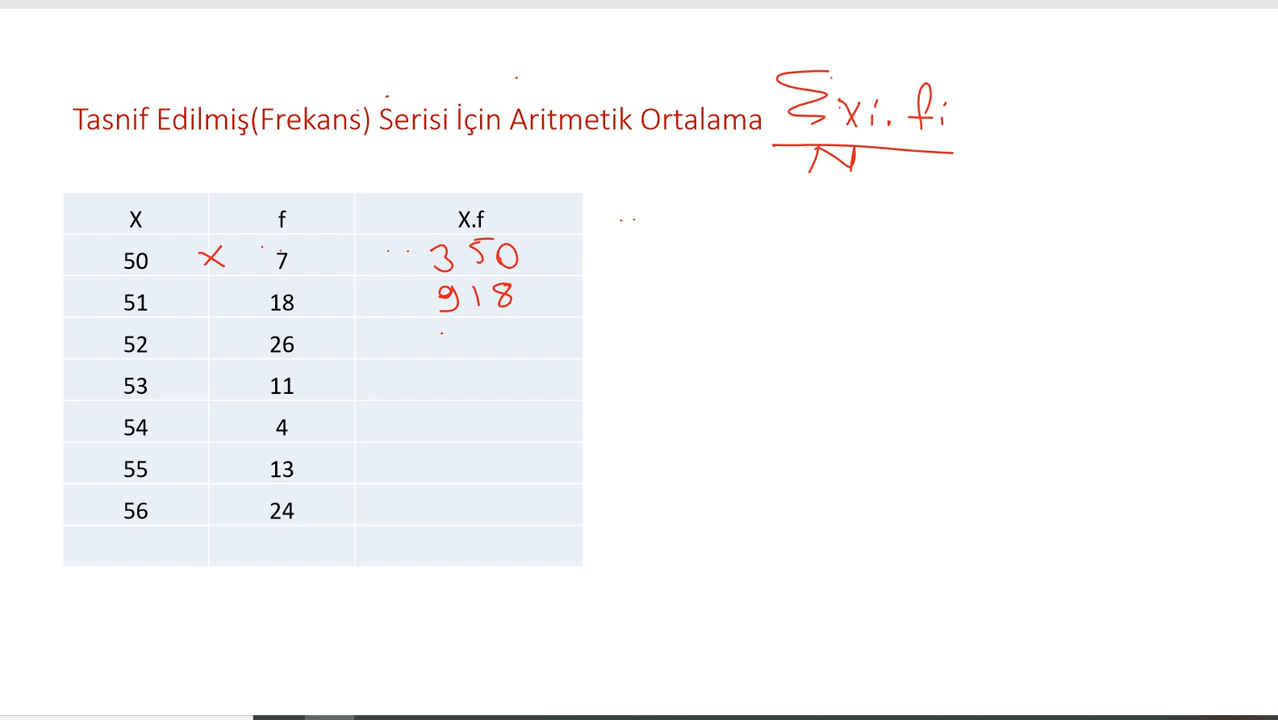 Tasnif Edilmiş(Frekans) Serisi İçin Aritmetik Ortalama
Σxi.fi
N
X f X.f
50 x 7 350
51 18 918
52 26
53 11
54 4
55 13
56 24